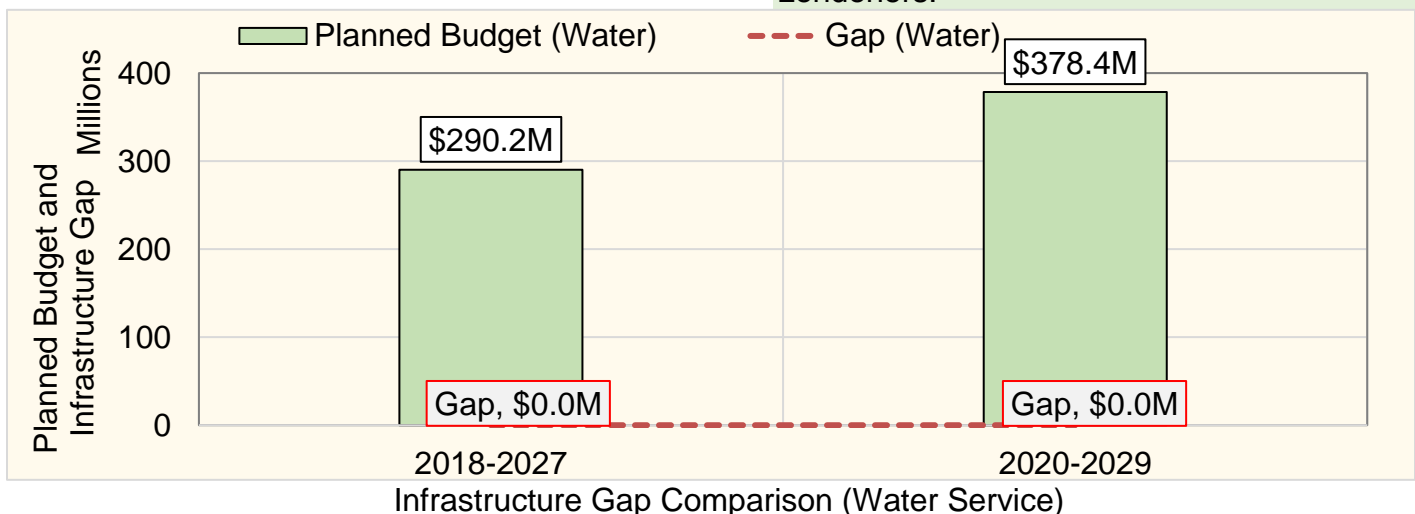 Londoners.
Planned Budget (Water)
Gap (Water)
Planned Budget and
Infrastructure Gap Millions
400
300
200
100
0
$290.2M
$378.4M
Gap, $0.0M
Gap, $0.0M
2018-2027
2020-2029
Infrastructure Gap Comparison (Water Service)